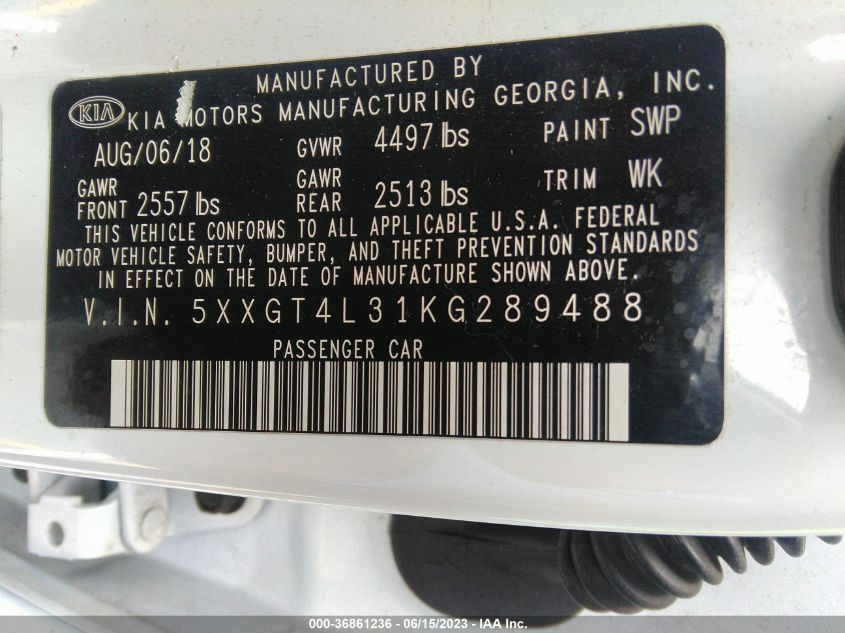 MANUFACTURED BY
KIA KIA MOTORS MANUFACTURING GEORGIA, INC.
AUG/06/18 GVWR 4497 lbs PAINT SWP
GAWR FRONT 2557 lbs GAWR REAR 2513 lbs TRIM WK
THIS VEHICLE CONFORMS TO ALL APPLICABLE U.S.A. FEDERAL
MOTOR VEHICLE SAFETY, BUMPER, AND THEFT PREVENTION STANDARDS
IN EFFECT ON THE DATE OF MANUFACTURE SHOWN ABOVE.
V.I.N. 5XXGT4L31KG289488
PASSENGER CAR
000-36861236 - 06/15/2023 - IAA Inc.